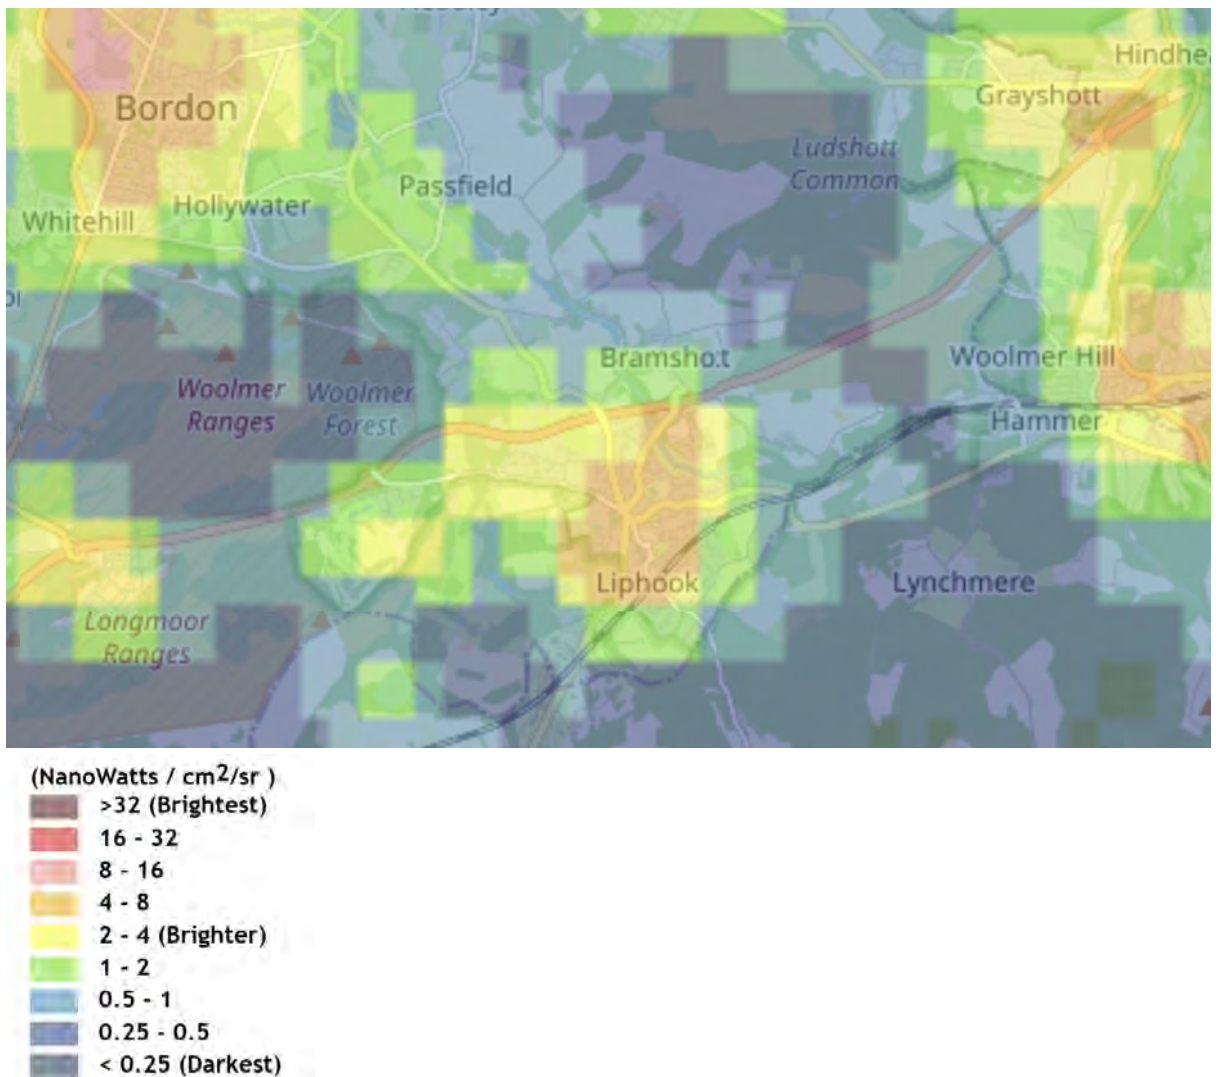 Headley
Hindhea
Bordon
Grayshott
Ludshott
Common
Passfield
Hollywater
Whitehill
Bramshott
Woolmer Hill
Woolmer
Ranges
Woolmer
Forest
Hammer
Liphook
Lynchmere
Longmoor
Ranges
(NanoWatts / cm2/sr )
>32 (Brightest)
16 - 32
8 - 16
4 - 8
2 - 4 (Brighter)
1 - 2
0.5 - 1
0.25 - 0.5
< 0.25 (Darkest)